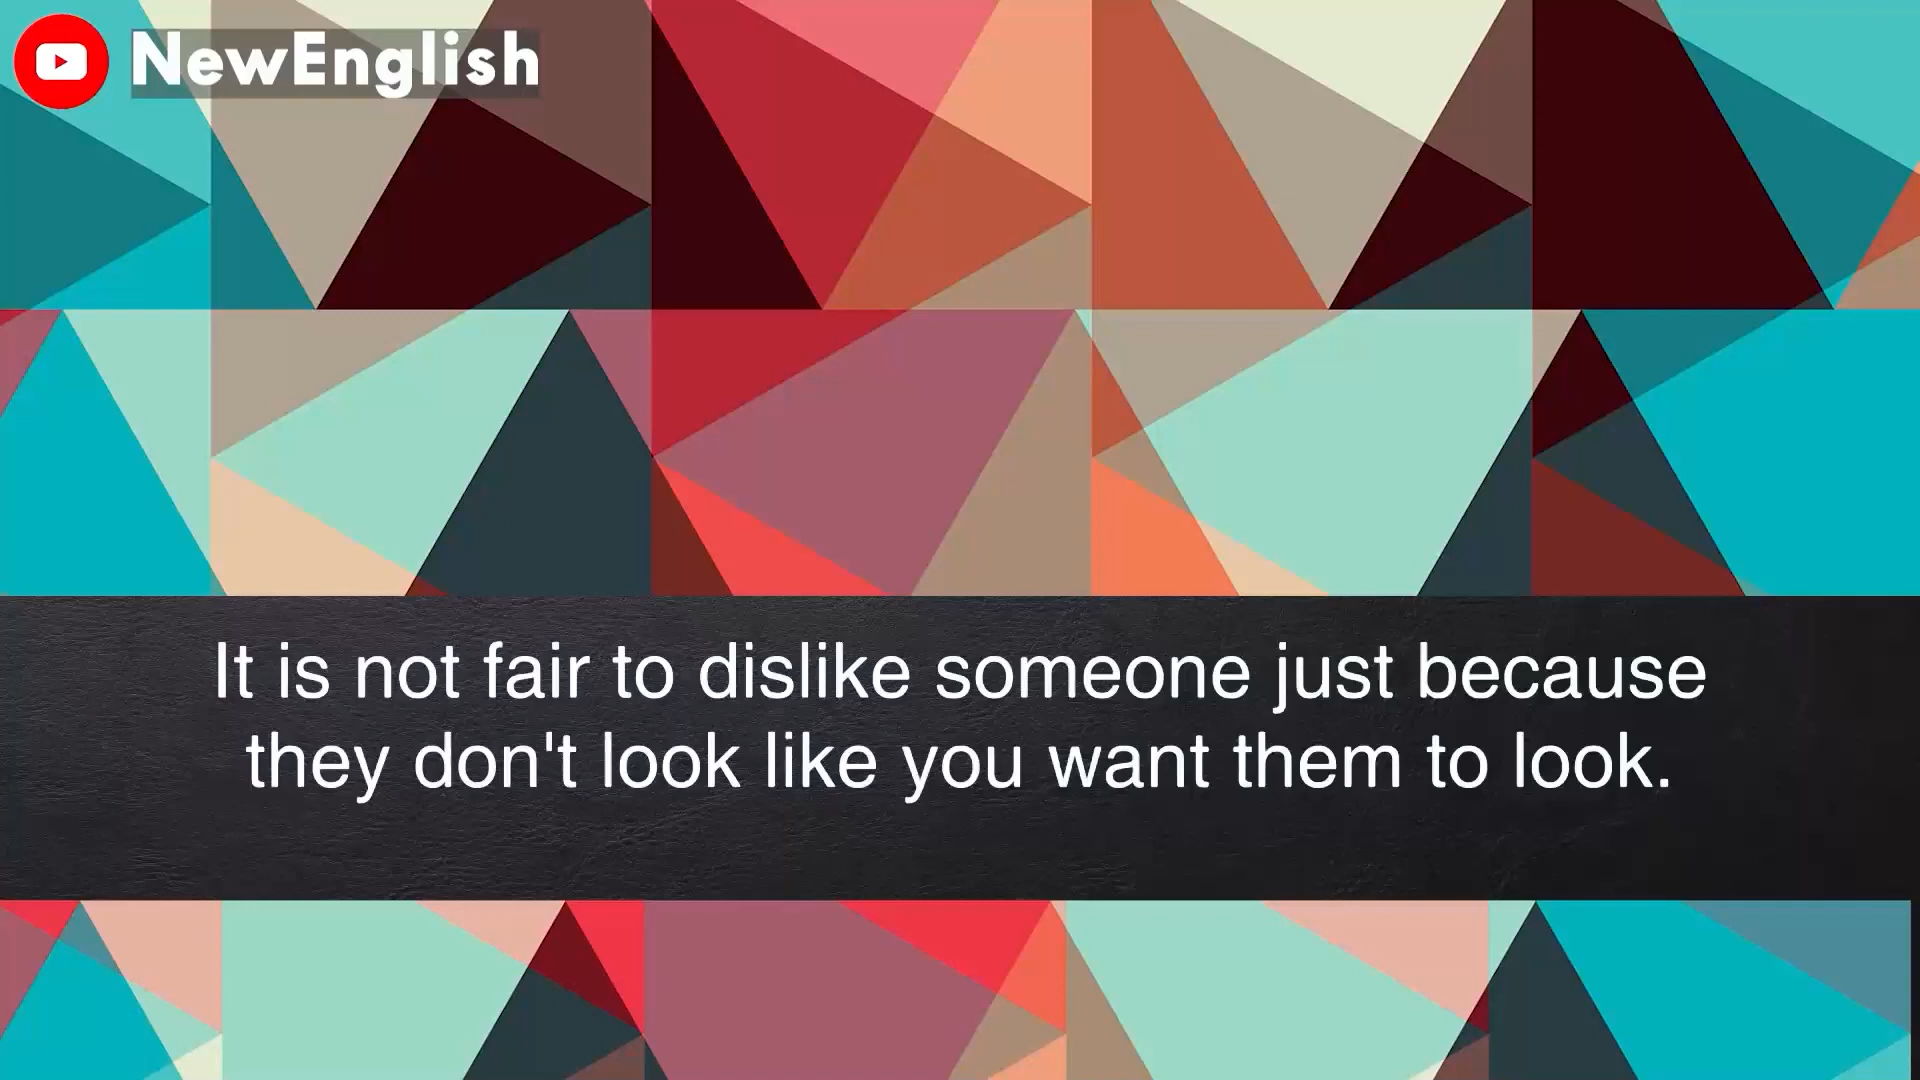 NewEnglish
It is not fair to dislike someone just because
they don't look like you want them to look.